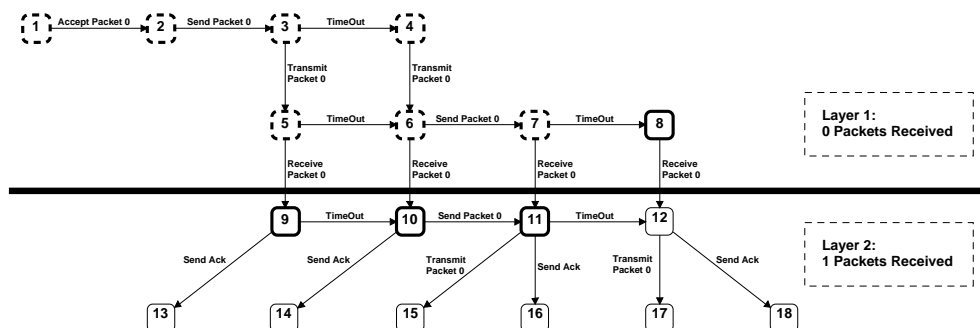 1
Accept Packet 0
2
Send Packet 0
3
TimeOut
4
Transmit
Packet 0
Transmit
Packet 0
5
TimeOut
6
Send Packet 0
7
TimeOut
8
Layer 1:
0 Packets Received
Receive
Packet 0
Receive
Packet 0
Receive
Packet 0
Receive
Packet 0
9
TimeOut
10
Send Packet 0
11
TimeOut
12
Layer 2:
1 Packets Received
Send Ack
Send Ack
Transmit
Packet 0
Send Ack
Transmit
Packet 0
Send Ack
13
14
15
16
17
18